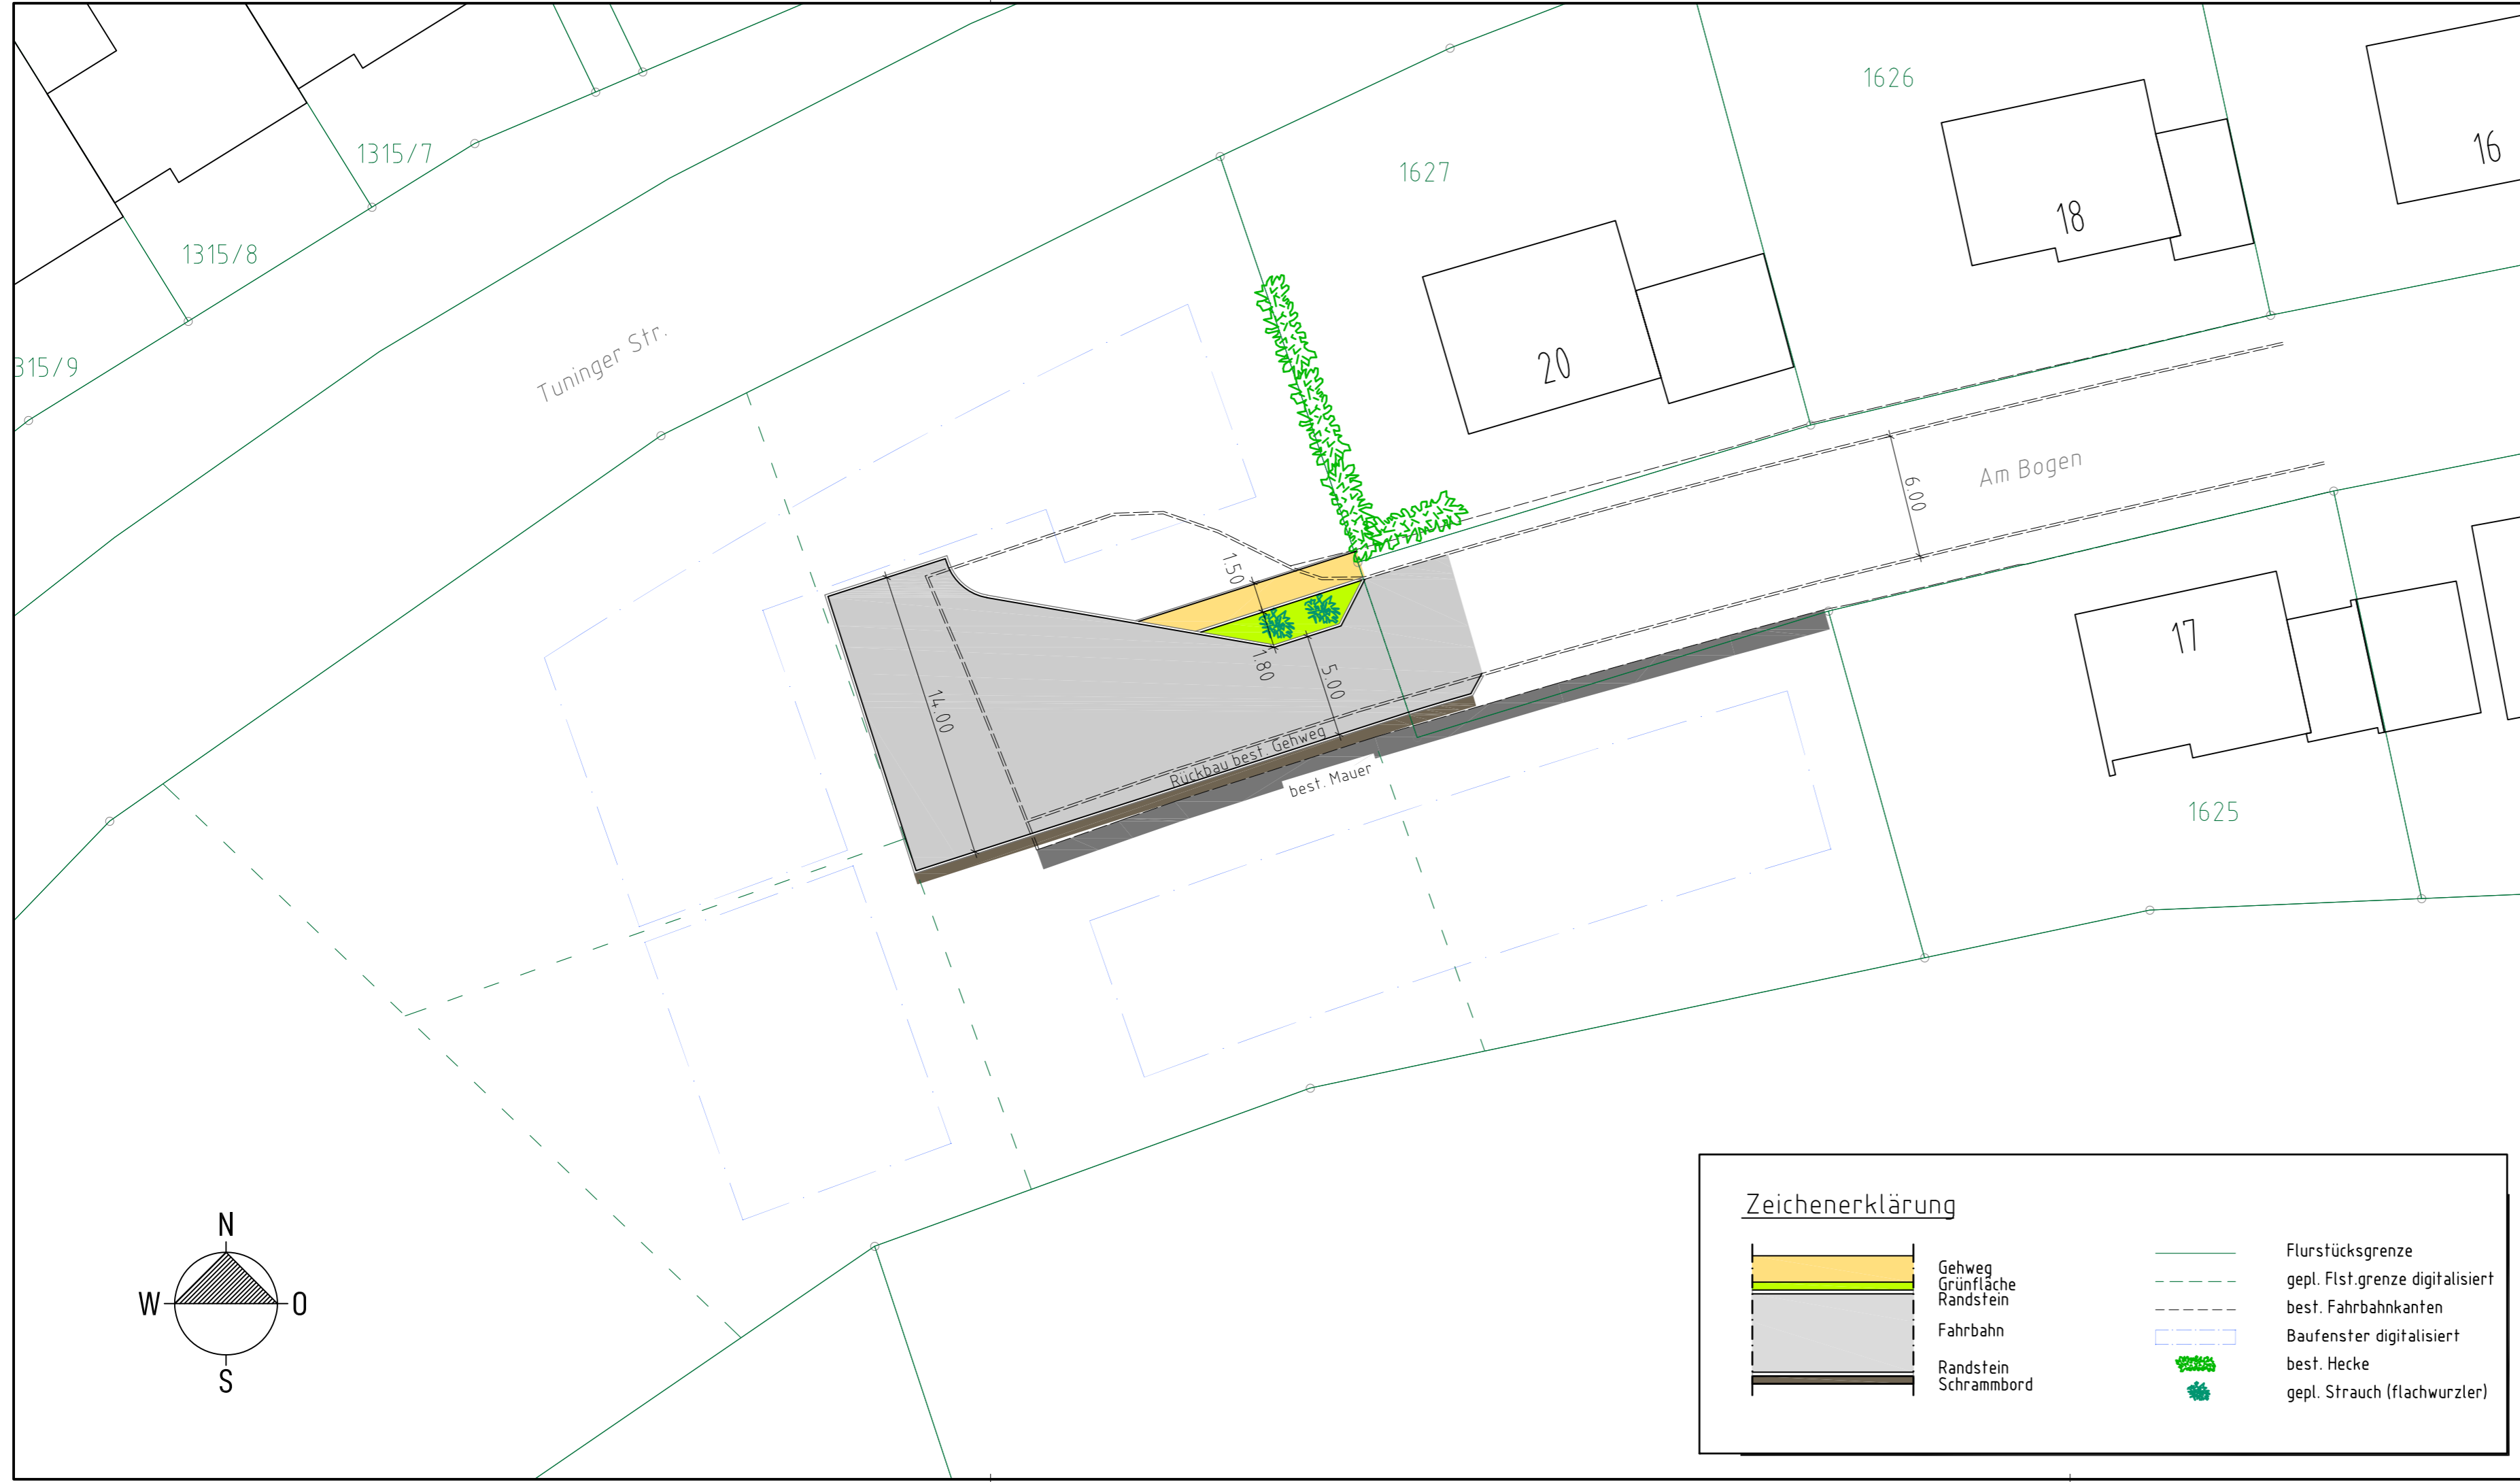 1626
16
1627
1315/7
18
1315/8
Tuninger Str.
315/9
20
Am Bogen
6.00
1.50
17
1.80
5.00
14.00
Rückbau best. Gehweg
best. Mauer
1625
N
W
O
S
Zeichenerklärung
Gehweg
Grünfläche
Randstein
Fahrbahn
Randstein
Schrammbord
Flurstücksgrenze
gepl. Flst.grenze digitalisiert
best. Fahrbahnkanten
Baufenster digitalisiert
best. Hecke
gepl. Strauch (flachwurzler)